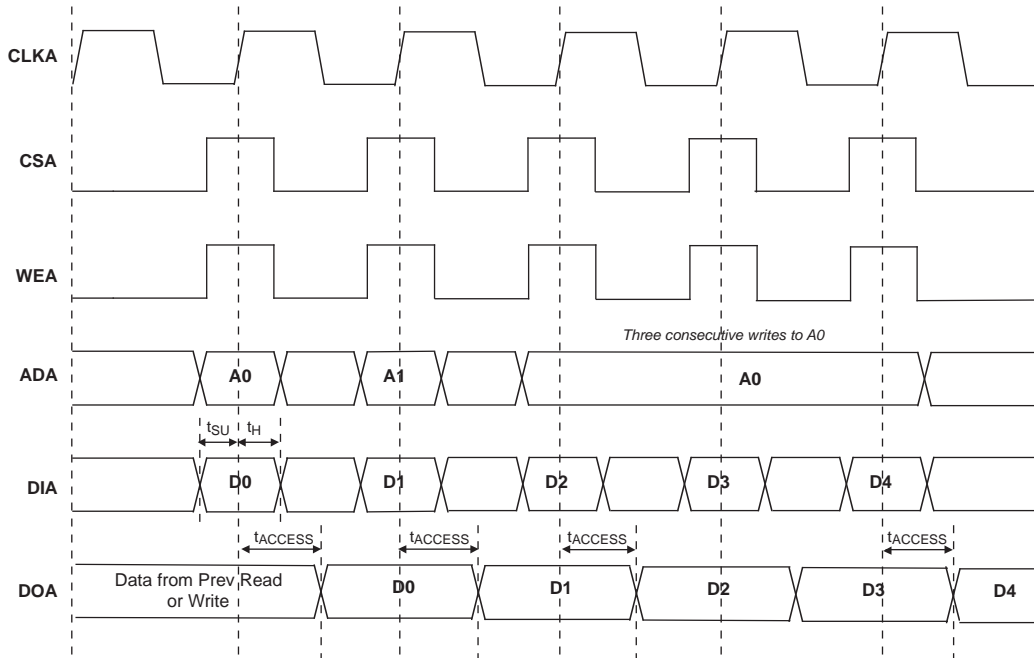 CLKA
CSA
WEA
Three consecutive writes to A0
ADA
A0
A1
A0
tSU
tH
DIA
D0
D1
D2
D3
D4
tACCESS
tACCESS
tACCESS
tACCESS
DOA
Data from Prev Read
or Write
D0
D1
D2
D3
D4